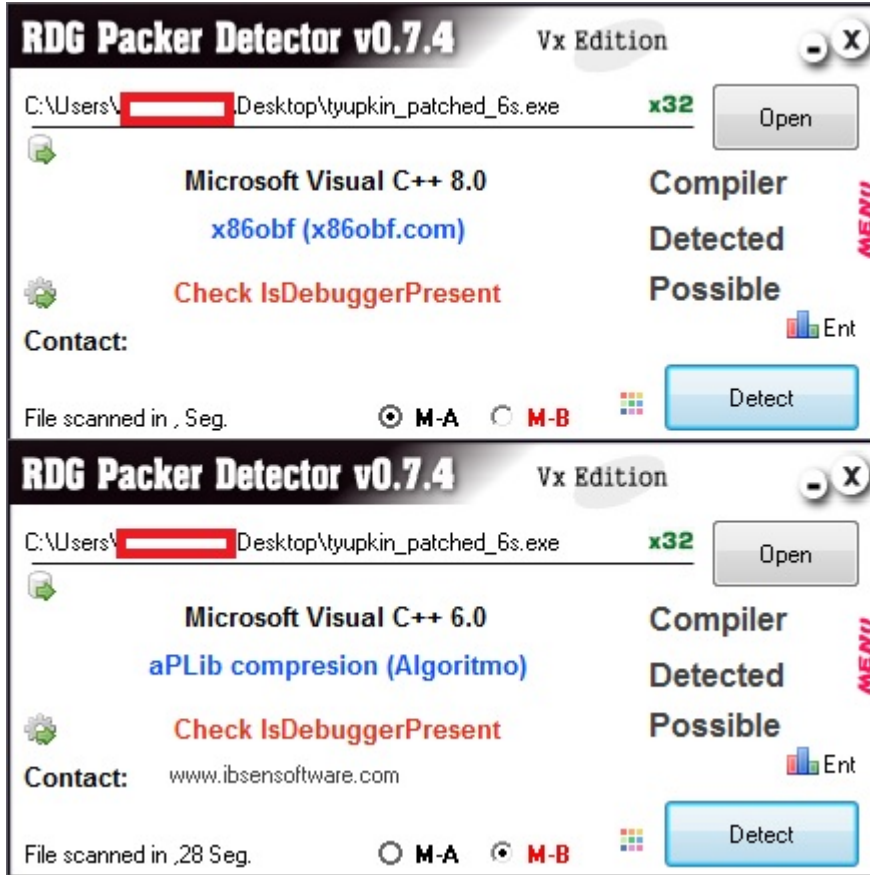 RDG Packer Detector v0.7.4 Vx Edition
C:\Users\ .Desktop\tyupkin_patched_6s.exe x32 Open
Microsoft Visual C++ 8.0 Compiler
x86obf (x86obf.com) Detected
Check IsDebuggerPresent Possible
MENU
Ent
Contact:
File scanned in , Seg. M-A M-B Detect
RDG Packer Detector v0.7.4 Vx Edition
C:\Users\ Desktop\tyupkin_patched_6s.exe x32 Open
Microsoft Visual C++ 6.0 Compiler
aPLib compresion (Algoritmo) Detected
Check IsDebuggerPresent Possible
MENU
Ent
Contact: www.ibsensoftware.com
File scanned in ,28 Seg. M-A M-B Detect